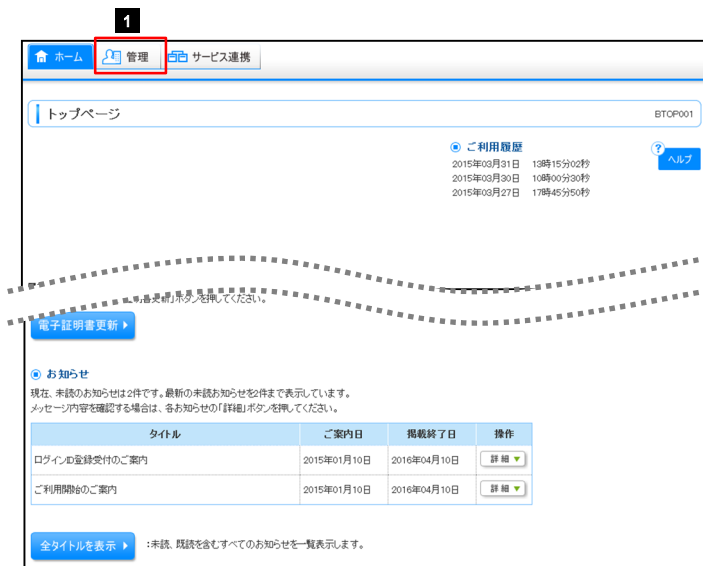 1
ホーム 管理 サービス連携
トップページ BTOP001
ご利用履歴
2015年03月31日 13時15分02秒
2015年03月30日 10時00分30秒
2015年03月27日 17時45分50秒
? ヘルプ
書更新」ボタンを押してください。
電子証明書更新
お知らせ
現在、未読のお知らせは2件です。最新の未読お知らせを2件まで表示しています。
メッセージ内容を確認する場合は、各お知らせの「詳細」ボタンを押してください。
タイトル ご案内日 掲載終了日 操作
ログインID登録受付のご案内 2015年01月10日 2016年04月10日 詳細
ご利用開始のご案内 2015年01月10日 2016年04月10日 詳細
全タイトルを表示 :未読、既読を含むすべてのお知らせを一覧表示します。